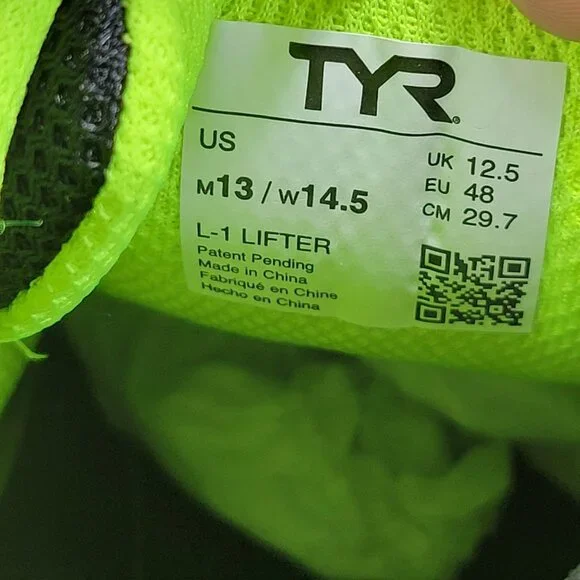 TYR
US
M13 / W14.5
UK 12.5
EU 48
CM 29.7
L-1 LIFTER
Patent Pending
Made in China
Fabriqué en Chine
Hecho en China